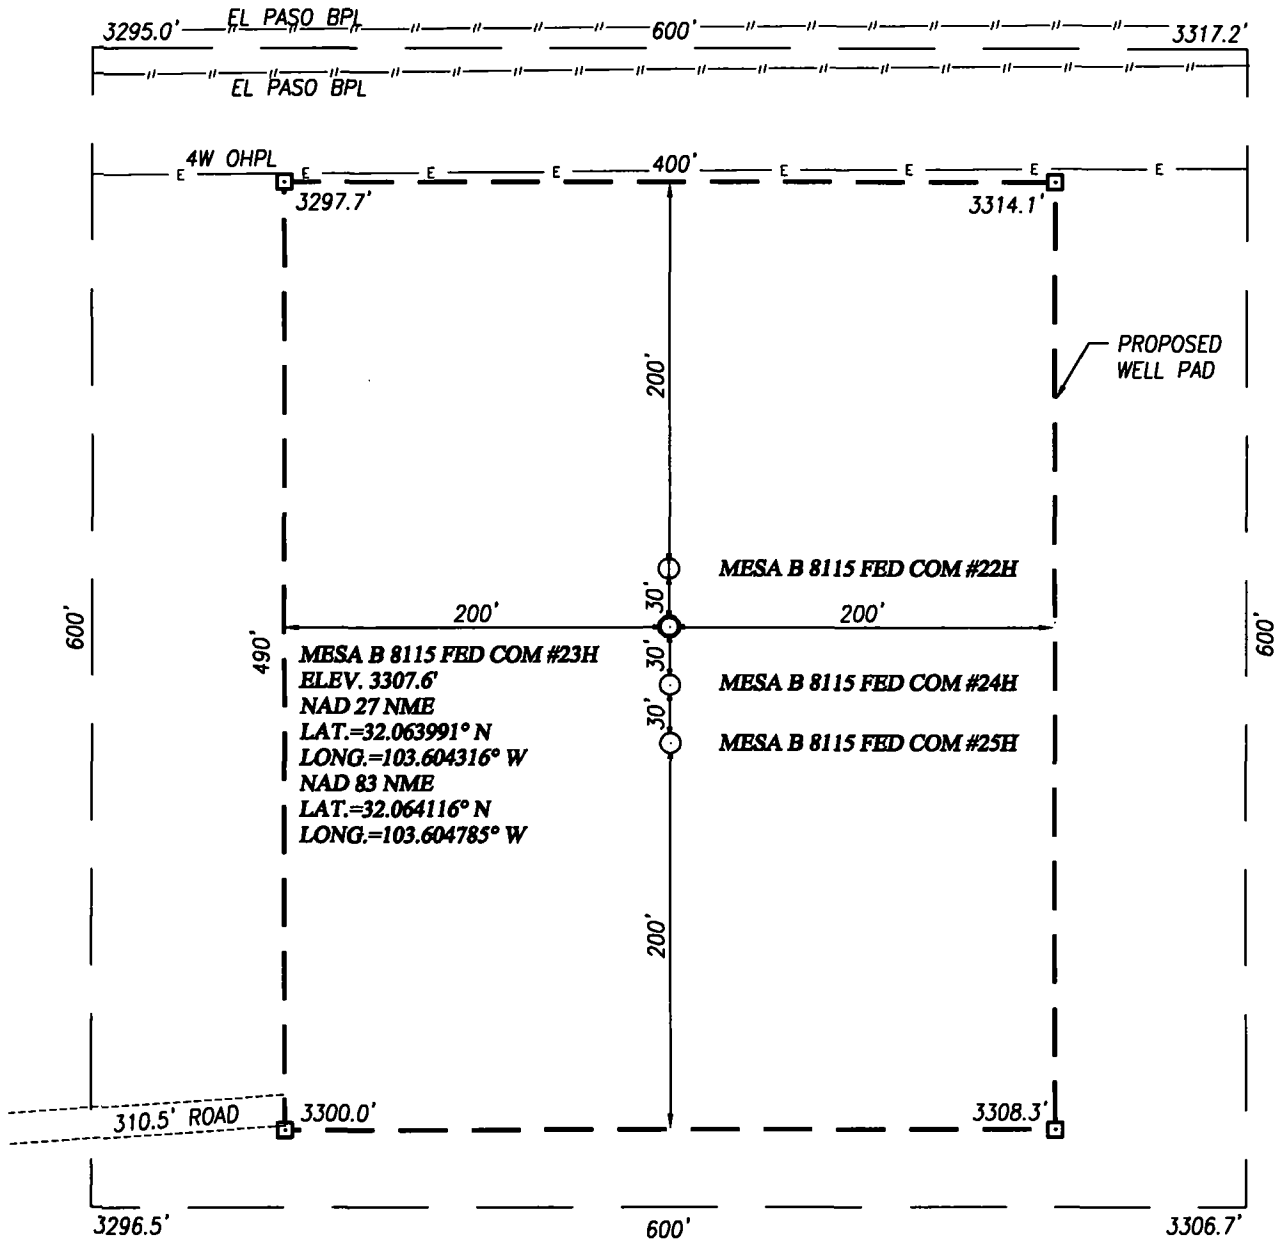 EL PASO BPL
3295.0'
600'
3317.2'
EL PASO BPL
4W OHPL
E E E E 400' E E E E
3297.7'
3314.1'
PROPOSED
WELL PAD
200'
MESA B 8115 FED COM #22H
30'
200'
200'
600'
490'
600'
MESA B 8115 FED COM #23H
ELEV. 3307.6'
NAD 27 NME
LAT.=32.063991° N
LONG.=103.604316° W
NAD 83 NME
LAT.=32.064116° N
LONG.=103.604785° W
30'
MESA B 8115 FED COM #24H
30'
MESA B 8115 FED COM #25H
200'
310.5' ROAD
3300.0'
3308.3'
3296.5'
600'
3306.7'